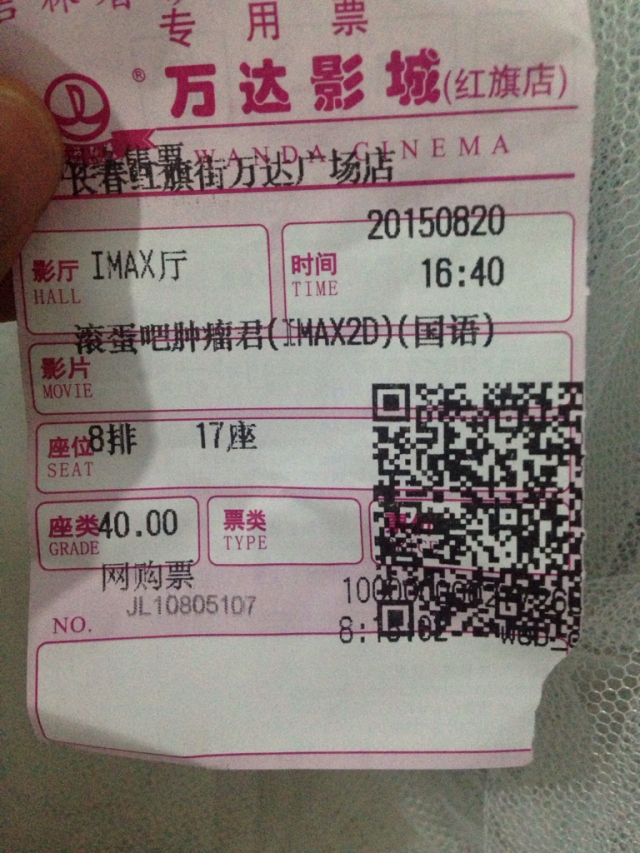 专用票
万达影城(红旗店)
®
WANDA CINEMA
长春红旗街万达广场店
20150820
影厅 IMAX厅
HALL
时间 16:40
TIME
滚蛋吧肿瘤君(IMAX2D)(国语)
影片
MOVIE
座位 8排 17座
SEAT
座类 40.00
GRADE
票类
TYPE
网购票
JL10805107
NO.